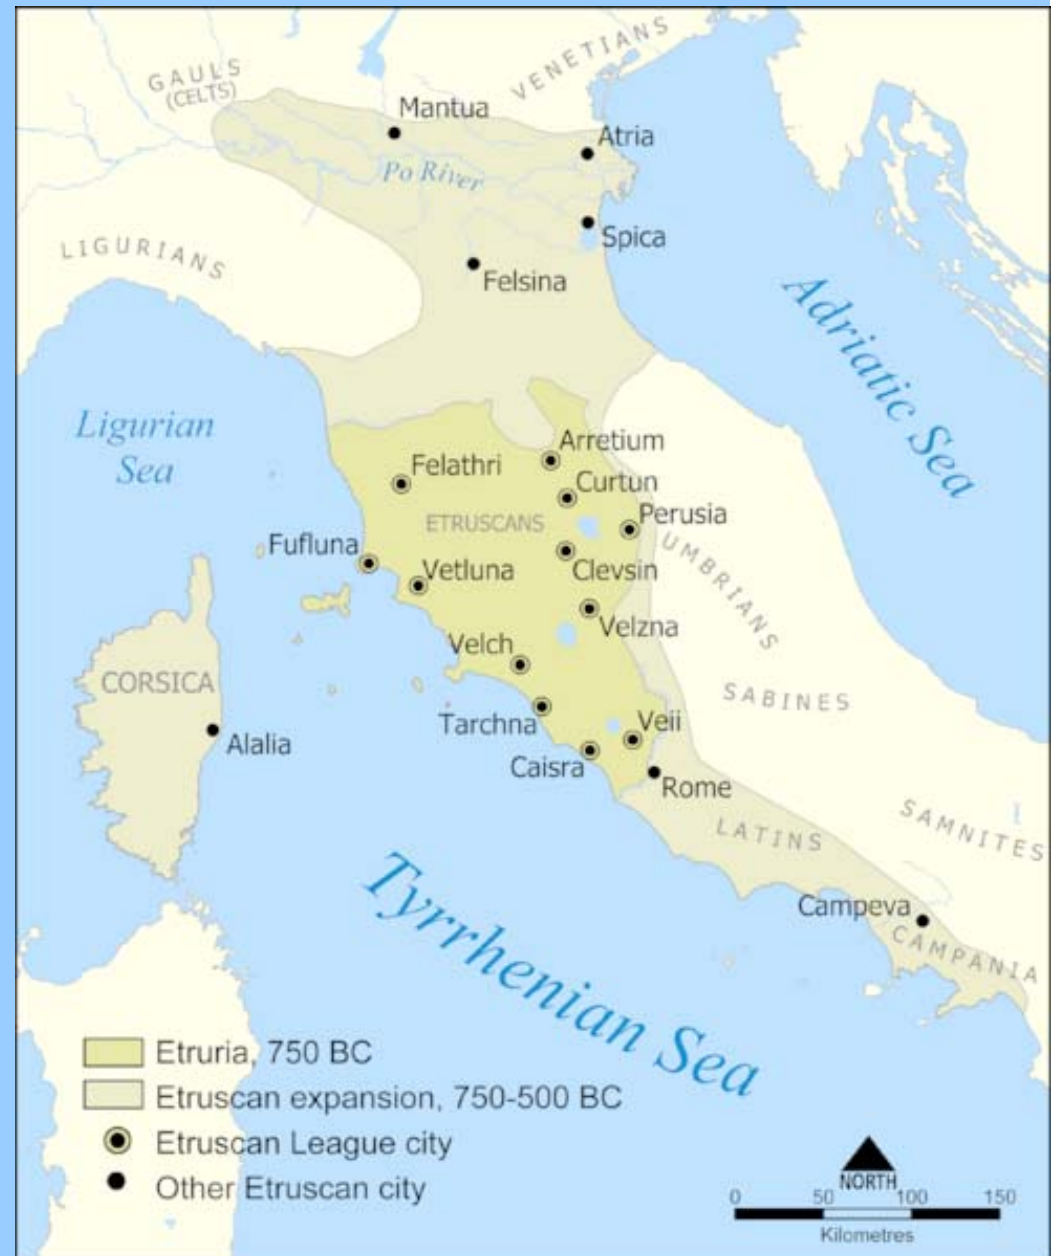 GAULS
(CELTS)
VENETIANS
Mantua
Atria
Po River
Spica
LIGURIANS
Felsina
Adriatic Sea
Ligurian
Sea
Arretium
Felathri
Curtun
ETRUSCANS
Perusia
Fufluna
Vetluna
Clevsin
UMBRIANS
Velzna
Velch
CORSICA
SABINES
Tarchna
Veii
Alalia
Caisra
Rome
LATINS
SAMNITES
Tyrrhenian Sea
Campeva
CAMPANIA
Etruria, 750 BC
Etruscan expansion, 750-500 BC
Etruscan League city
Other Etruscan city
NORTH
0 50 100 150
Kilometres